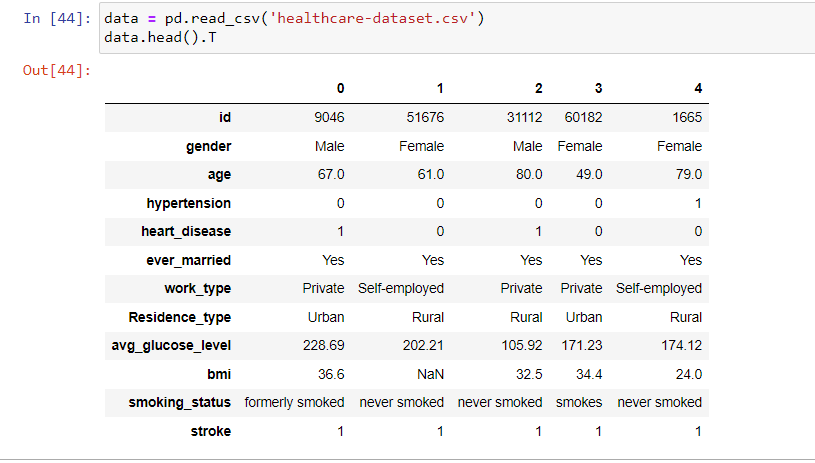 In [44]: data = pd.read_csv('healthcare-dataset.csv')
data.head().T
Out[44]:
0 1 2 3 4
id 9046 51676 31112 60182 1665
gender Male Female Male Female Female
age 67.0 61.0 80.0 49.0 79.0
hypertension 0 0 0 0 1
heart_disease 1 0 1 0 0
ever_married Yes Yes Yes Yes Yes
work_type Private Self-employed Private Private Self-employed
Residence_type Urban Rural Rural Urban Rural
avg_glucose_level 228.69 202.21 105.92 171.23 174.12
bmi 36.6 NaN 32.5 34.4 24.0
smoking_status formerly smoked never smoked never smoked smokes never smoked
stroke 1 1 1 1 1